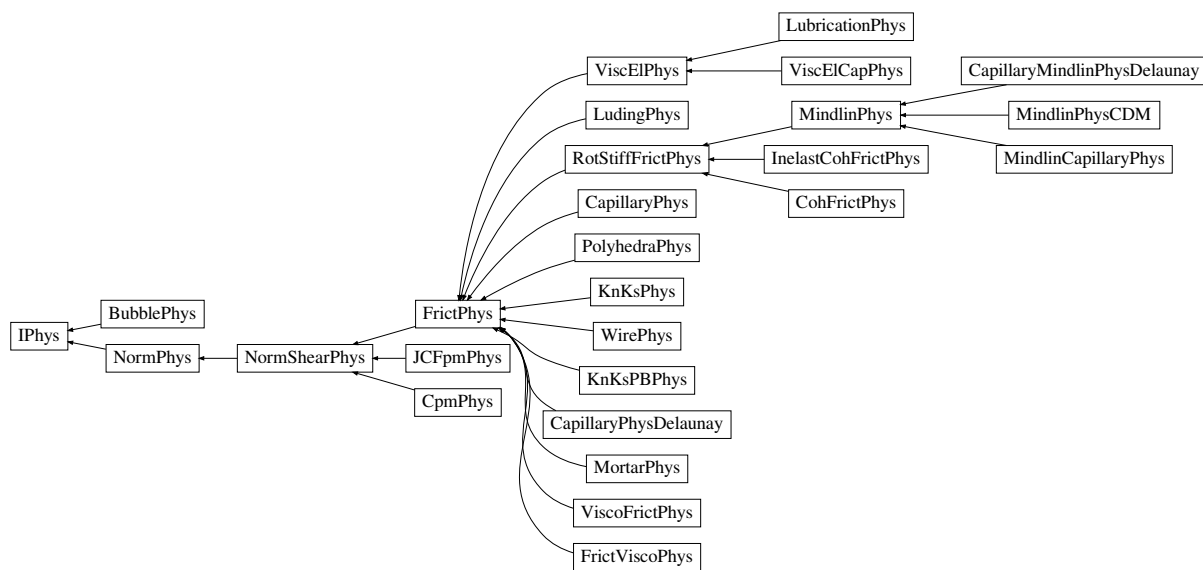 LubricationPhys
ViscElPhys
ViscElCapPhys
CapillaryMindlinPhysDelaunay
LudingPhys
MindlinPhys
MindlinPhysCDM
RotStiffFrictPhys
InelastCohFrictPhys
MindlinCapillaryPhys
CapillaryPhys
CohFrictPhys
PolyhedraPhys
KnKsPhys
BubblePhys
FrictPhys
IPhys
WirePhys
NormPhys
NormShearPhys
JCFpmPhys
KnKsPBPhys
CpmPhys
CapillaryPhysDelaunay
MortarPhys
ViscoFrictPhys
FrictViscoPhys